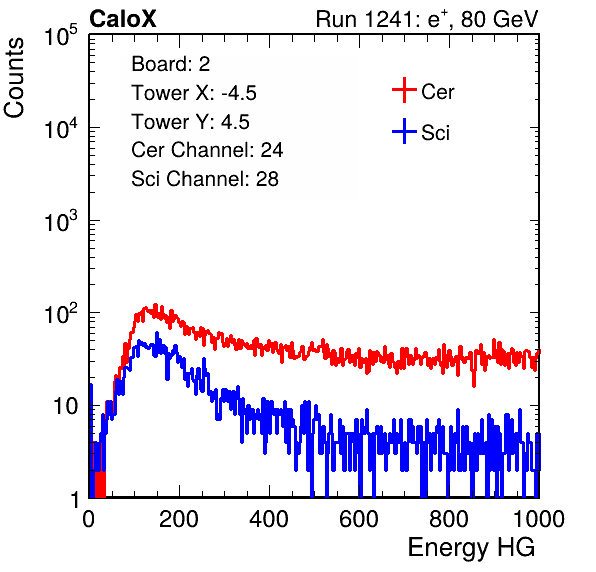 CaloX Run 1241: e⁺, 80 GeV
Counts
Board: 2
Tower X: -4.5
Tower Y: 4.5
Cer Channel: 24
Sci Channel: 28
Cer
Sci
10⁵
10⁴
10³
10²
10
1
0 200 400 600 800 1000
Energy HG